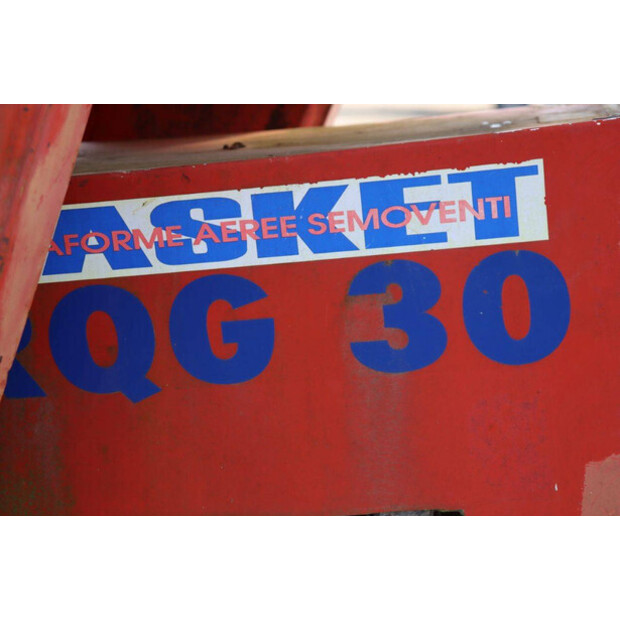 ASKET
AFORME AEREE SEMOVENTI
RQG 30